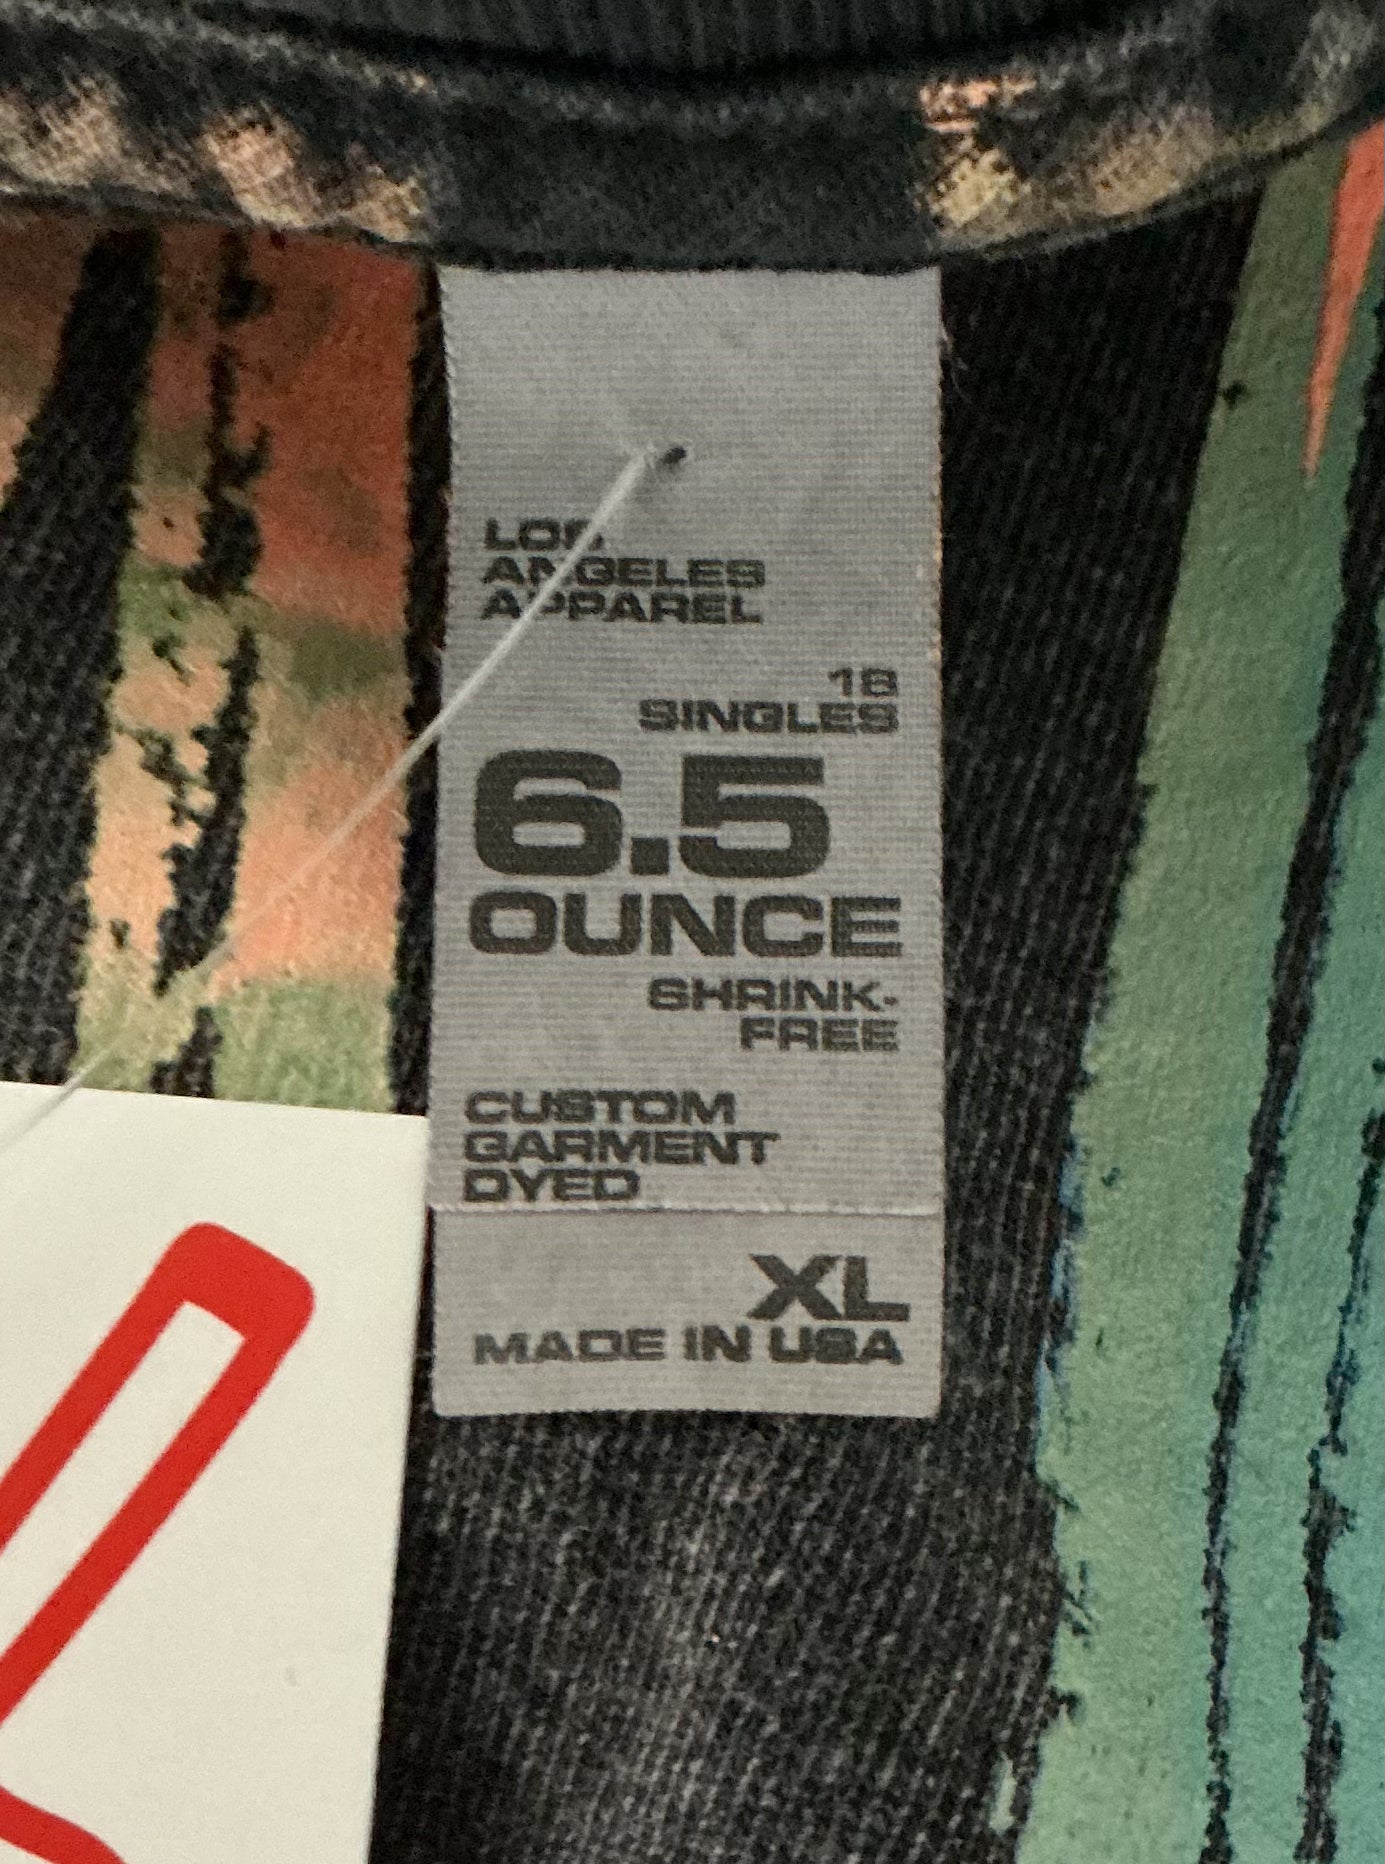 LOS
ANGELES
APPAREL
18
SINGLES
6.5
OUNCE
SHRINK-
FREE
CUSTOM
GARMENT
DYED
XL
MADE IN USA